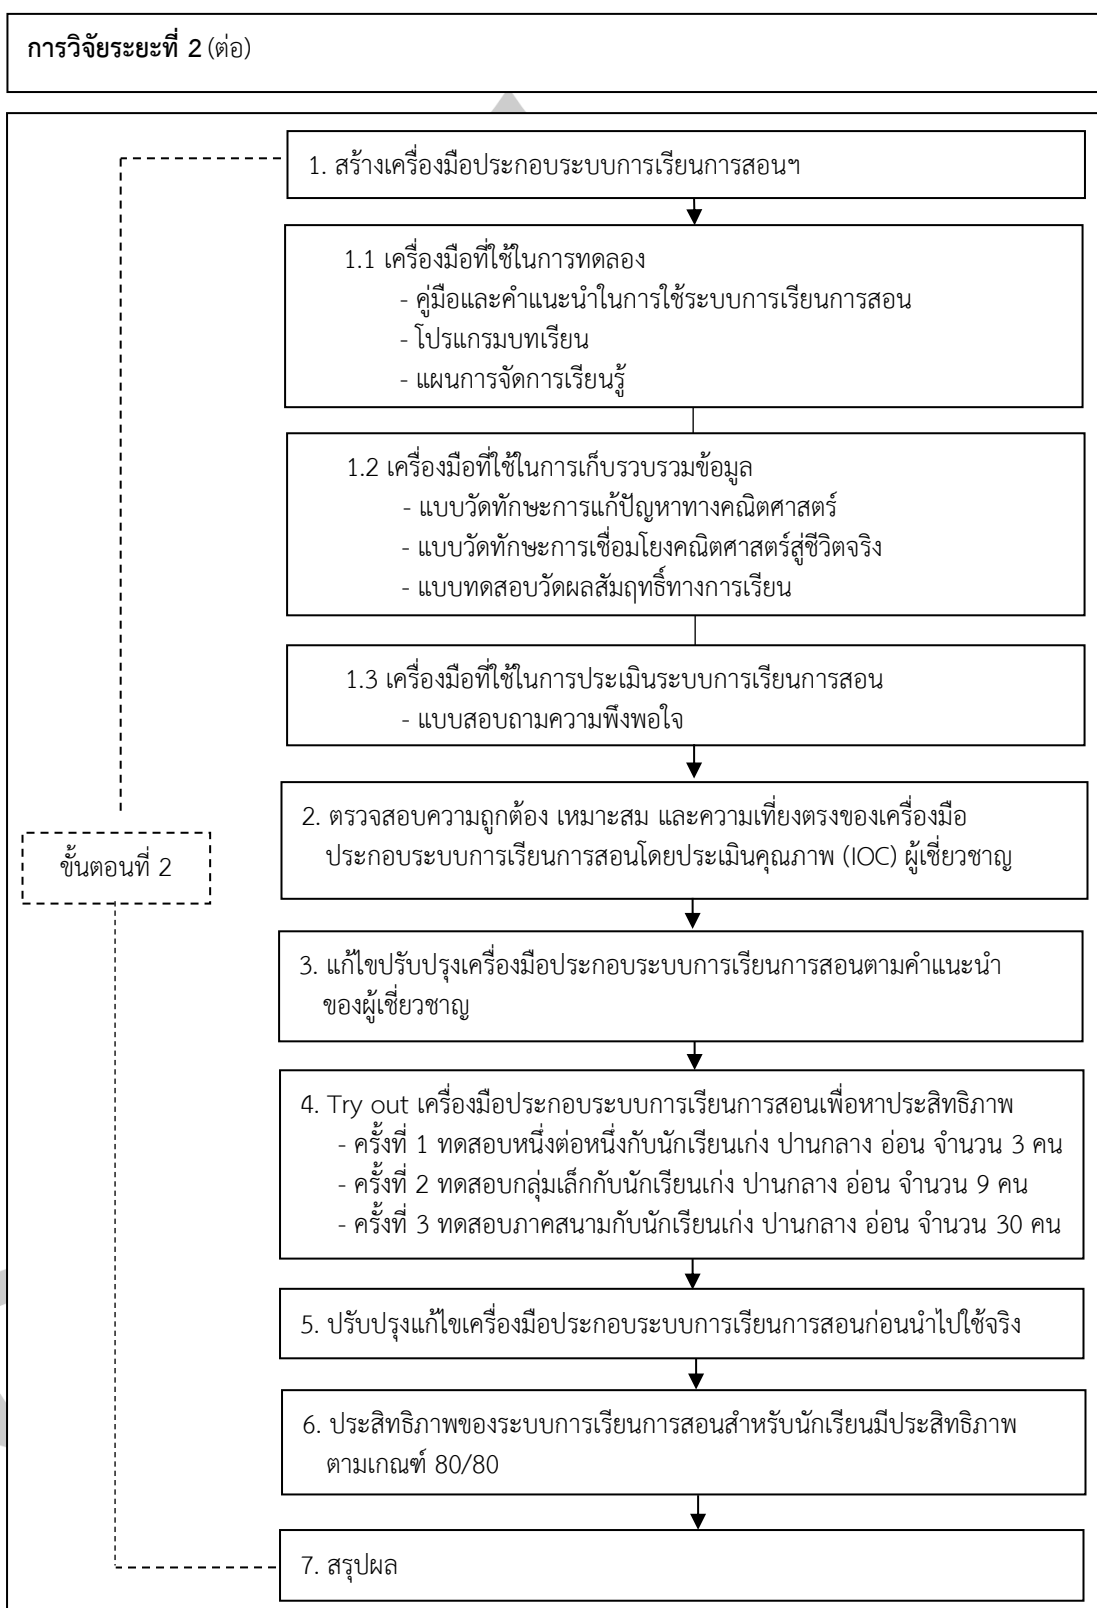 การวิจัยระยะที่ 2 (ต่อ)
1. สร้างเครื่องมือประกอบระบบการเรียนการสอนฯ
1.1 เครื่องมือที่ใช้ในการทดลอง
- คู่มือและคำแนะนำในการใช้ระบบการเรียนการสอน
- โปรแกรมบทเรียน
- แผนการจัดการเรียนรู้
1.2 เครื่องมือที่ใช้ในการเก็บรวบรวมข้อมูล
- แบบวัดทักษะการแก้ปัญหาทางคณิตศาสตร์
- แบบวัดทักษะการเชื่อมโยงคณิตศาสตร์สู่ชีวิตจริง
- แบบทดสอบวัดผลสัมฤทธิ์ทางการเรียน
1.3 เครื่องมือที่ใช้ในการประเมินระบบการเรียนการสอน
- แบบสอบถามความพึงพอใจ
2. ตรวจสอบความถูกต้อง เหมาะสม และความเที่ยงตรงของเครื่องมือ
ประกอบระบบการเรียนการสอนโดยประเมินคุณภาพ (IOC) ผู้เชี่ยวชาญ
ขั้นตอนที่ 2
3. แก้ไขปรับปรุงเครื่องมือประกอบระบบการเรียนการสอนตามคำแนะนำ
ของผู้เชี่ยวชาญ
4. Try out เครื่องมือประกอบระบบการเรียนการสอนเพื่อหาประสิทธิภาพ
- ครั้งที่ 1 ทดสอบหนึ่งต่อหนึ่งกับนักเรียนเก่ง ปานกลาง อ่อน จำนวน 3 คน
- ครั้งที่ 2 ทดสอบกลุ่มเล็กกับนักเรียนเก่ง ปานกลาง อ่อน จำนวน 9 คน
- ครั้งที่ 3 ทดสอบภาคสนามกับนักเรียนเก่ง ปานกลาง อ่อน จำนวน 30 คน
5. ปรับปรุงแก้ไขเครื่องมือประกอบระบบการเรียนการสอนก่อนนำไปใช้จริง
6. ประสิทธิภาพของระบบการเรียนการสอนสำหรับนักเรียนมีประสิทธิภาพ
ตามเกณฑ์ 80/80
7. สรุปผล